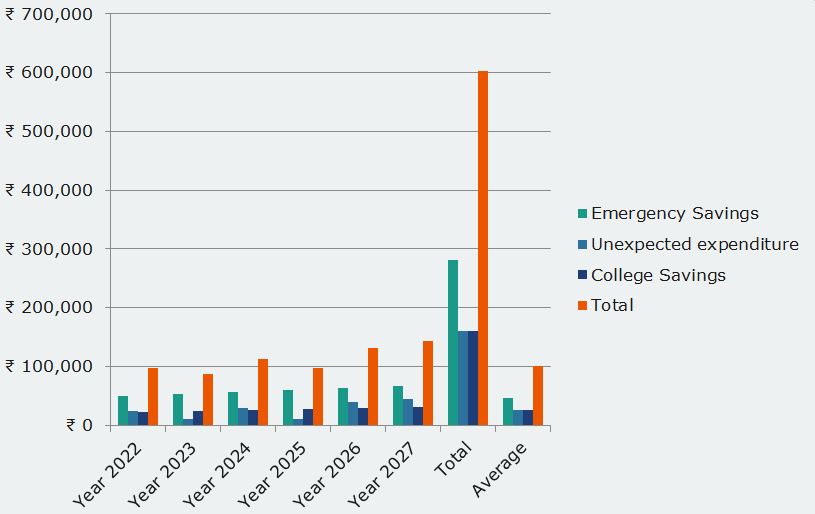 ₹ 700,000
₹ 600,000
₹ 500,000
₹ 400,000
₹ 300,000
₹ 200,000
₹ 100,000
₹ 0
Year 2022
Year 2023
Year 2024
Year 2025
Year 2026
Year 2027
Total
Average
Emergency Savings
Unexpected expenditure
College Savings
Total